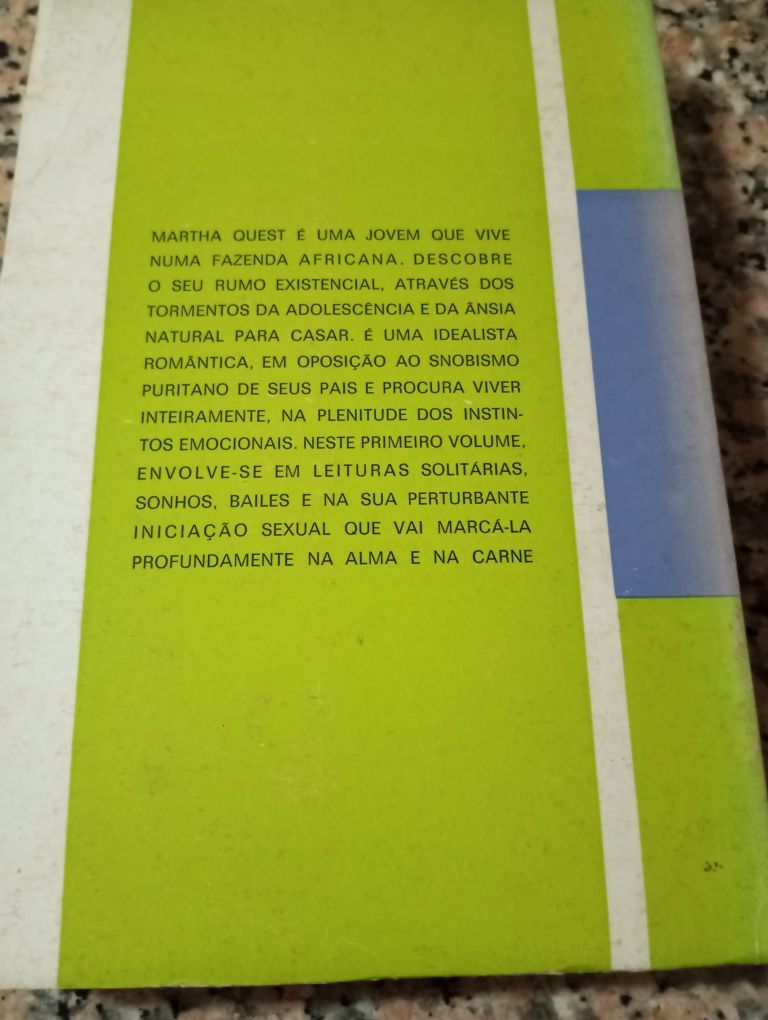 MARTHA QUEST É UMA JOVEM QUE VIVE
NUMA FAZENDA AFRICANA. DESCOBRE
O SEU RUMO EXISTENCIAL, ATRAVÉS DOS
TORMENTOS DA ADOLESCÊNCIA E DA ÂNSIA
NATURAL PARA CASAR. É UMA IDEALISTA
ROMÂNTICA, EM OPOSIÇÃO AO SNOBISMO
PURITANO DE SEUS PAIS E PROCURA VIVER
INTEIRAMENTE, NA PLENITUDE DOS INSTIN-
TOS EMOCIONAIS. NESTE PRIMEIRO VOLUME,
ENVOLVE-SE EM LEITURAS SOLITÁRIAS,
SONHOS, BAILES E NA SUA PERTURBANTE
INICIAÇÃO SEXUAL QUE VAI MARCÁ-LA
PROFUNDAMENTE NA ALMA E NA CARNE